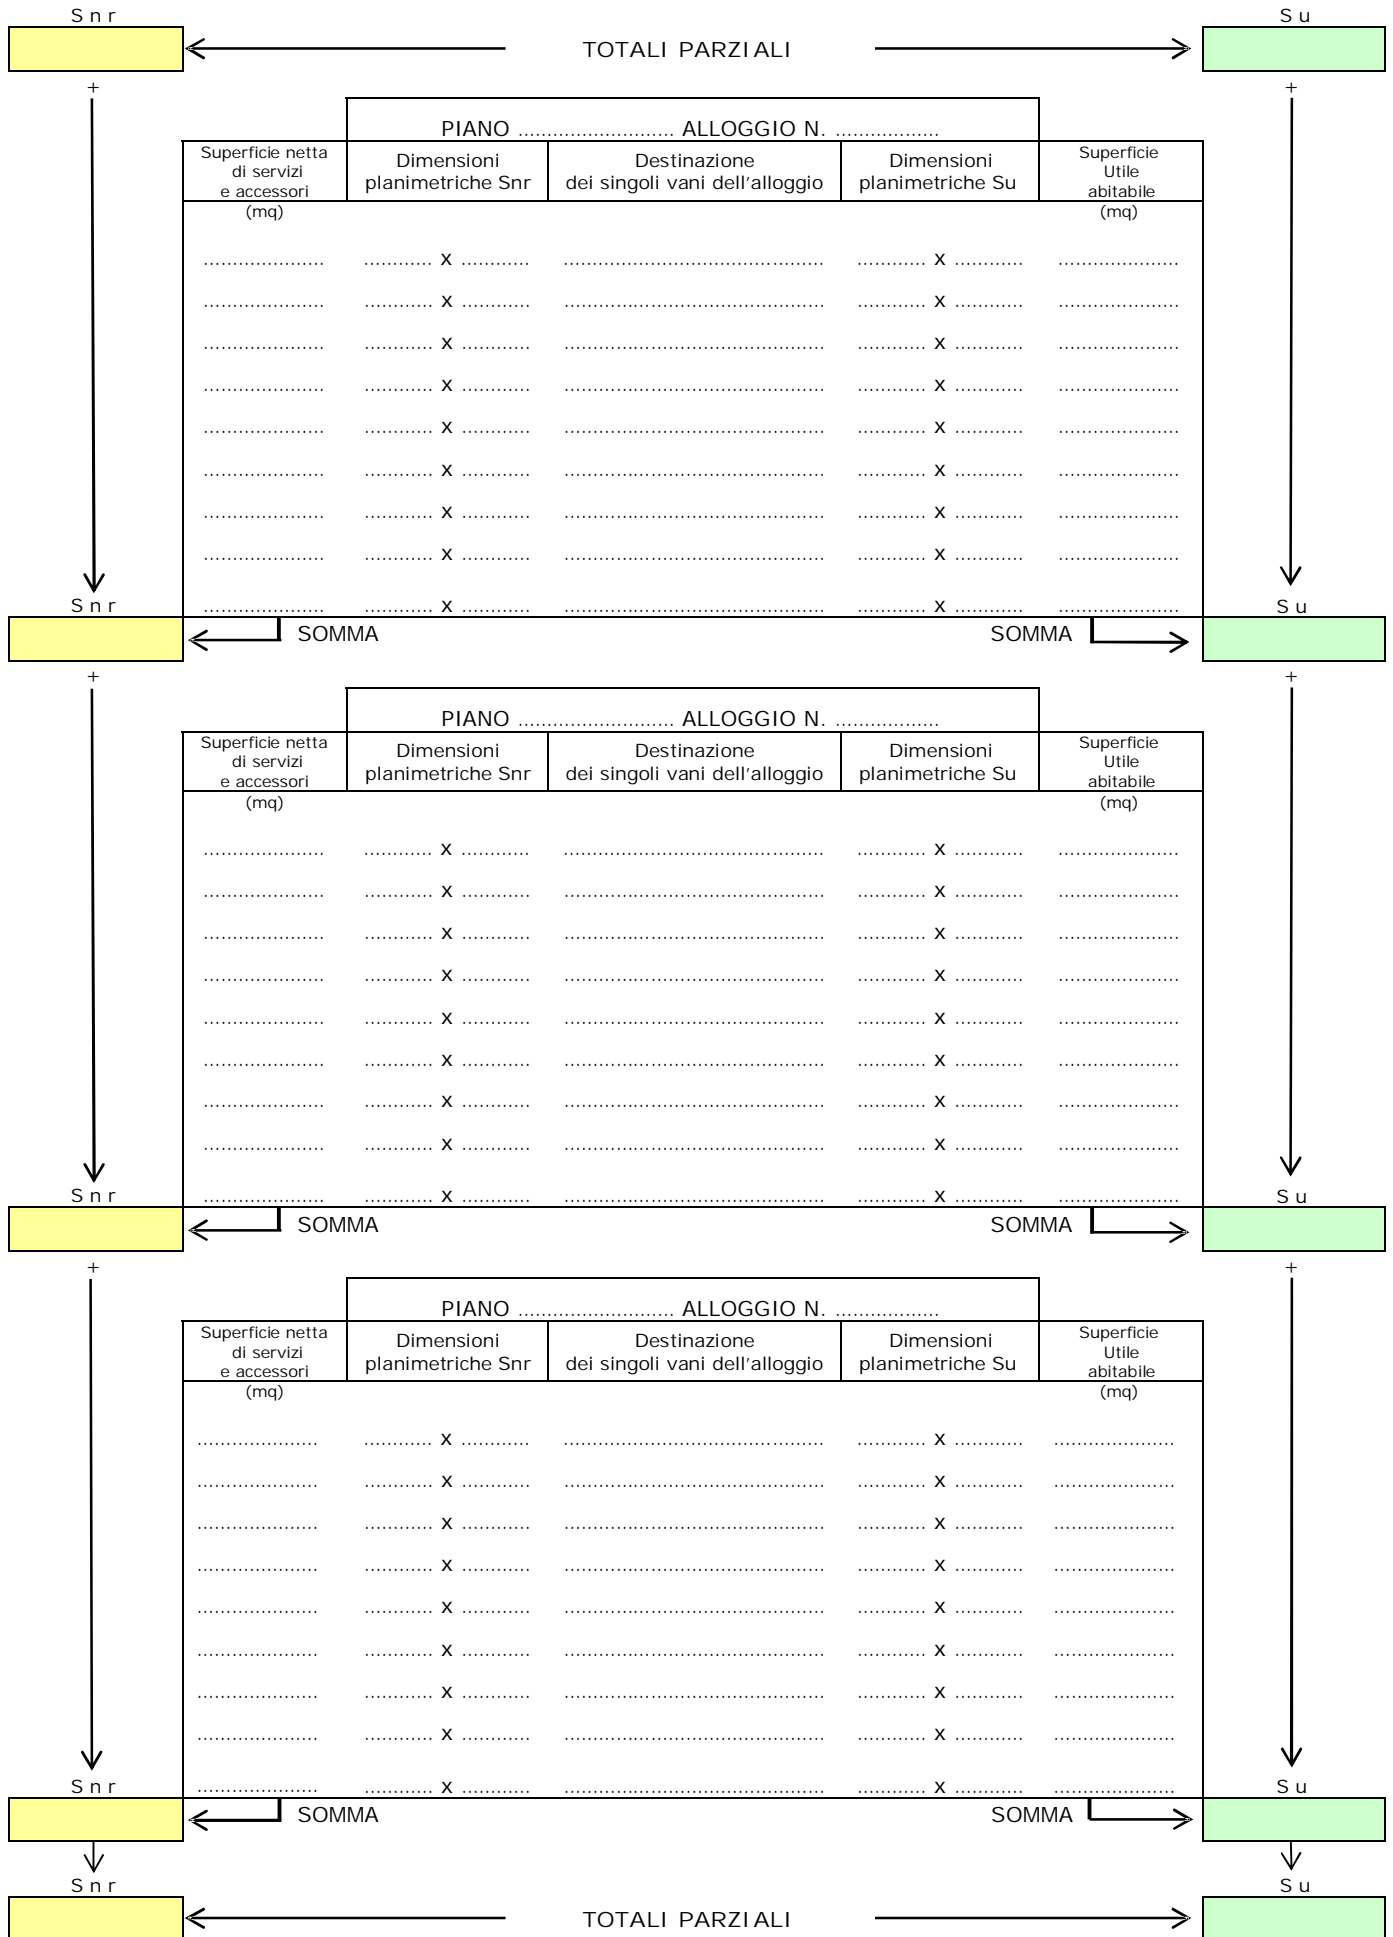 Snr Su
TOTALI PARZIALI
+ +
PIANO ........................... ALLOGGIO N. ..................
Superficie netta di servizi e accessori (mq) Dimensioni planimetriche Snr Destinazione dei singoli vani dell'alloggio Dimensioni planimetriche Su Superficie Utile abitabile (mq)
..................... ............ x ............ ............................................. ............ x ............ .....................
..................... ............ x ............ ............................................. ............ x ............ .....................
..................... ............ x ............ ............................................. ............ x ............ .....................
..................... ............ x ............ ............................................. ............ x ............ .....................
..................... ............ x ............ ............................................. ............ x ............ .....................
..................... ............ x ............ ............................................. ............ x ............ .....................
..................... ............ x ............ ............................................. ............ x ............ .....................
..................... ............ x ............ ............................................. ............ x ............ .....................
Snr ..................... ............ x ............ ............................................. ............ x ............ ..................... Su
SOMMA SOMMA
+ +
PIANO ........................... ALLOGGIO N. ..................
Superficie netta di servizi e accessori (mq) Dimensioni planimetriche Snr Destinazione dei singoli vani dell'alloggio Dimensioni planimetriche Su Superficie Utile abitabile (mq)
..................... ............ x ............ ............................................. ............ x ............ .....................
..................... ............ x ............ ............................................. ............ x ............ .....................
..................... ............ x ............ ............................................. ............ x ............ .....................
..................... ............ x ............ ............................................. ............ x ............ .....................
..................... ............ x ............ ............................................. ............ x ............ .....................
..................... ............ x ............ ............................................. ............ x ............ .....................
..................... ............ x ............ ............................................. ............ x ............ .....................
..................... ............ x ............ ............................................. ............ x ............ .....................
Snr ..................... ............ x ............ ............................................. ............ x ............ ..................... Su
SOMMA SOMMA
+ +
PIANO ........................... ALLOGGIO N. ..................
Superficie netta di servizi e accessori (mq) Dimensioni planimetriche Snr Destinazione dei singoli vani dell'alloggio Dimensioni planimetriche Su Superficie Utile abitabile (mq)
..................... ............ x ............ ............................................. ............ x ............ .....................
..................... ............ x ............ ............................................. ............ x ............ .....................
..................... ............ x ............ ............................................. ............ x ............ .....................
..................... ............ x ............ ............................................. ............ x ............ .....................
..................... ............ x ............ ............................................. ............ x ............ .....................
..................... ............ x ............ ............................................. ............ x ............ .....................
..................... ............ x ............ ............................................. ............ x ............ .....................
..................... ............ x ............ ............................................. ............ x ............ .....................
Snr ..................... ............ x ............ ............................................. ............ x ............ ..................... Su
SOMMA SOMMA
Snr Su
TOTALI PARZIALI